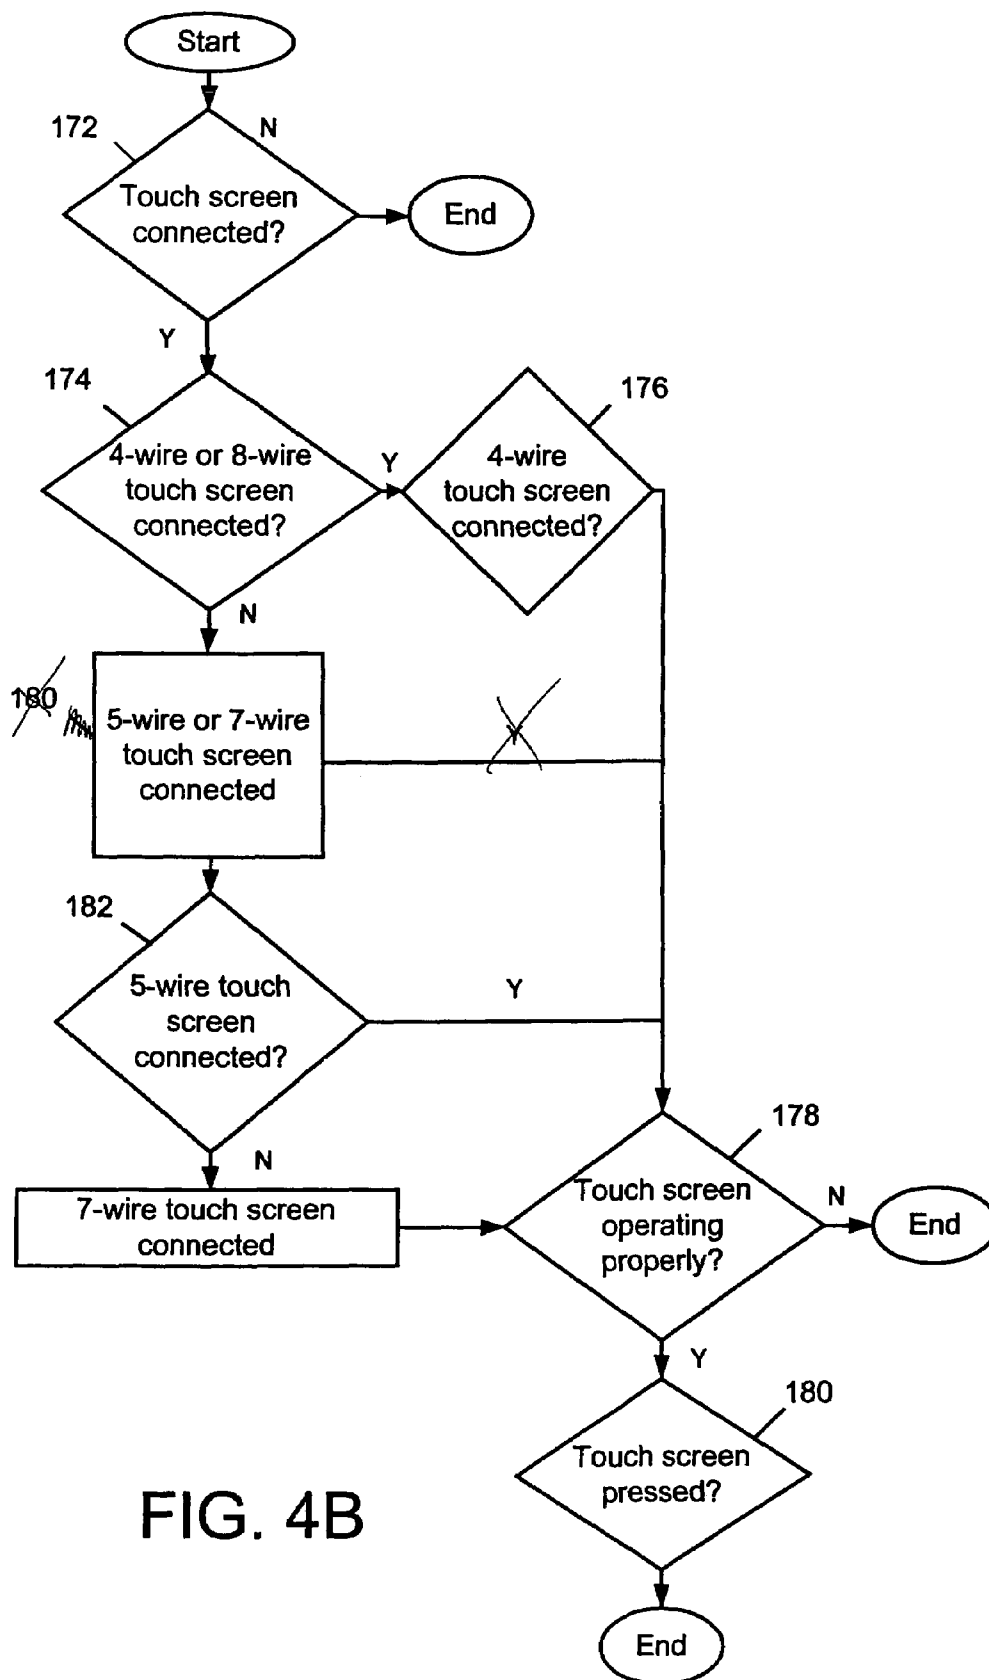 Start
172
N
Touch screen
connected?
End
Y
174
4-wire or 8-wire
touch screen
connected?
Y
176
4-wire
touch screen
connected?
N
180
5-wire or 7-wire
touch screen
connected
Y
182
5-wire touch
screen
connected?
Y
N
7-wire touch screen
connected
178
Touch screen
operating
properly?
N
End
Y
180
Touch screen
pressed?
End
FIG. 4B